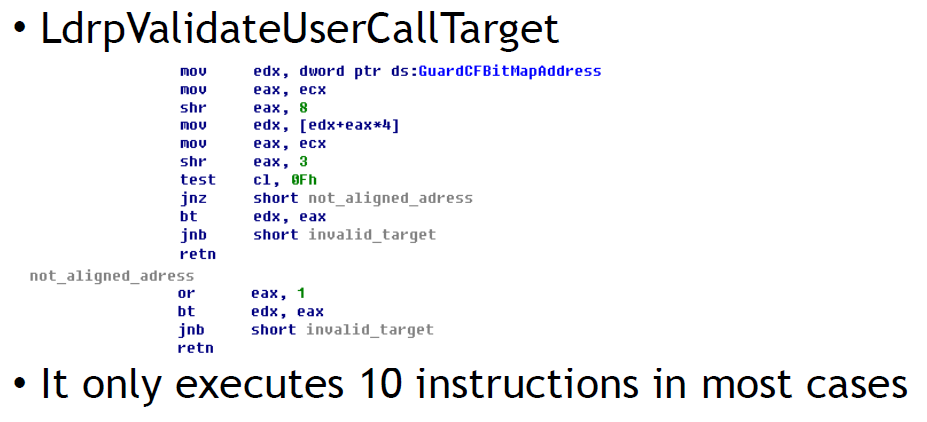 • LdrpValidateUserCallTarget
mov edx, dword ptr ds:GuardCFBitMapAddress
mov eax, ecx
shr eax, 8
mov edx, [edx+eax*4]
mov eax, ecx
shr eax, 3
test cl, 0Fh
jnz short not_aligned_adress
bt edx, eax
jnb short invalid_target
retn
not_aligned_adress
or eax, 1
bt edx, eax
jnb short invalid_target
retn
• It only executes 10 instructions in most cases